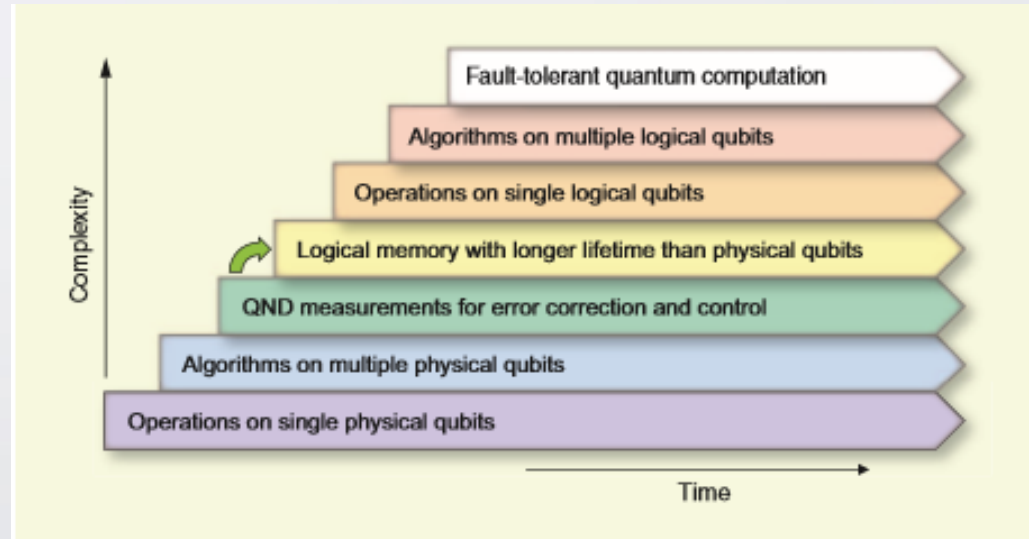 Fault-tolerant quantum computation
Algorithms on multiple logical qubits
Operations on single logical qubits
Logical memory with longer lifetime than physical qubits
QND measurements for error correction and control
Algorithms on multiple physical qubits
Operations on single physical qubits
Complexity
Time